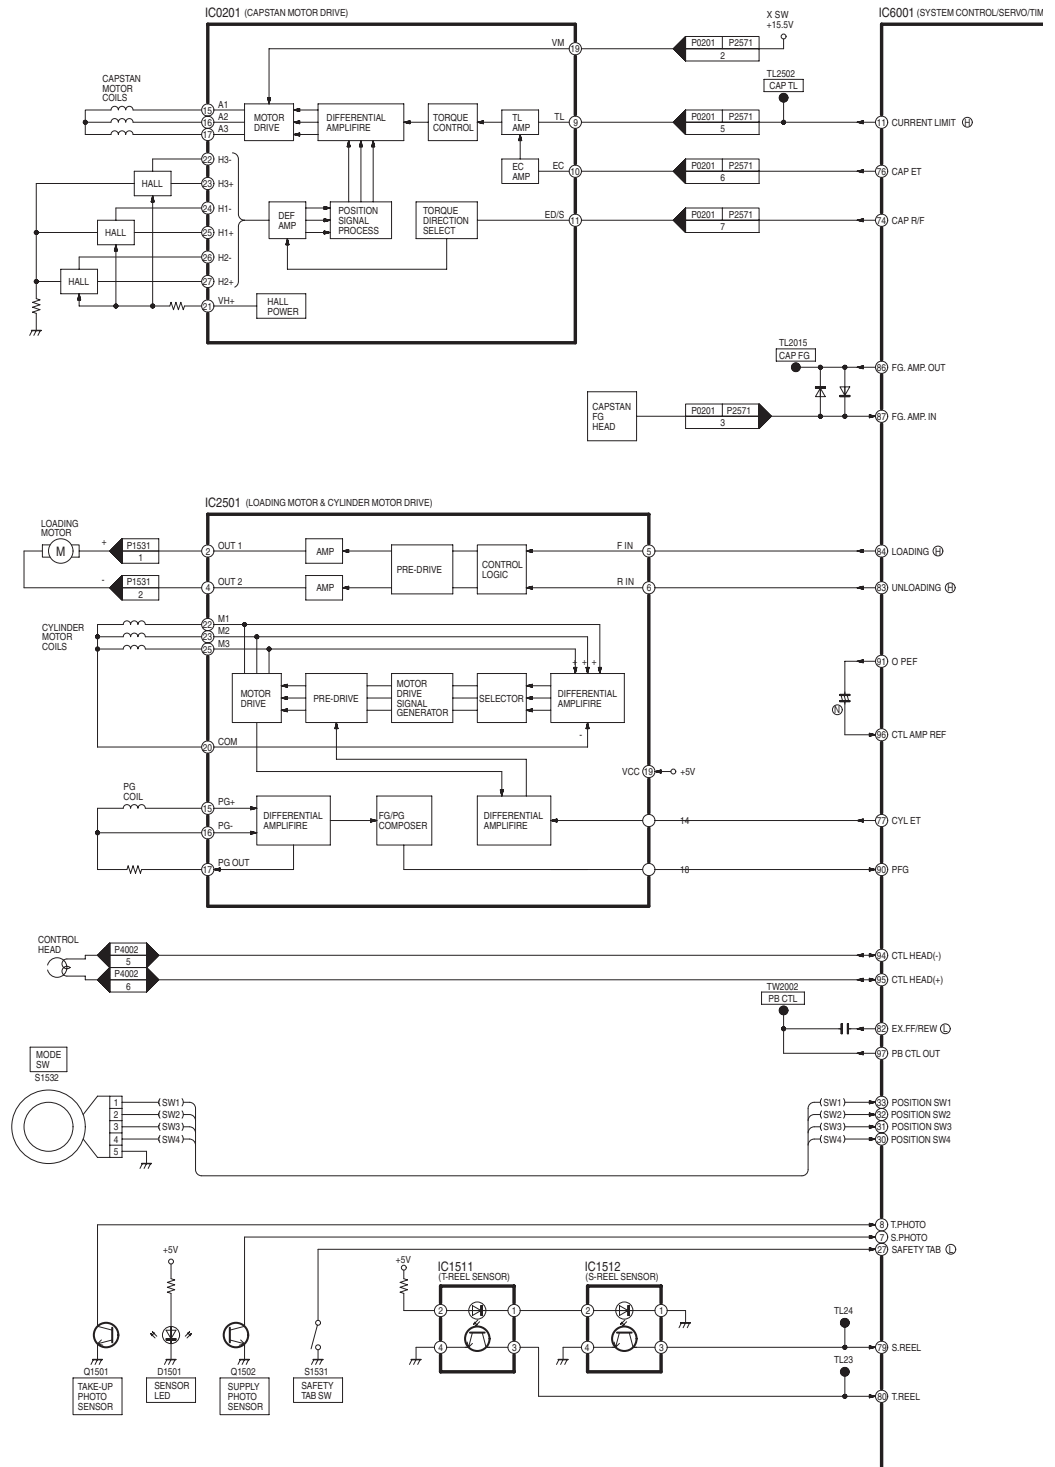 IC0201 (CAPSTAN MOTOR DRIVE)
X SW
+15.5V
IC6001 (SYSTEM CONTROL/SERVO/TIM
VM
19
P0201 P2571
2
TL2502
CAP TL
CAPSTAN
MOTOR
COILS
15 A1
16 A2
17 A3
MOTOR
DRIVE
DIFFERENTIAL
AMPLIFIRE
TORQUE
CONTROL
TL
AMP
TL
9
P0201 P2571
5
11 CURRENT LIMIT H
22 H3-
HALL
23 H3+
EC
AMP
EC
10
P0201 P2571
6
76 CAP ET
24 H1-
HALL
25 H1+
DEF
AMP
POSITION
SIGNAL
PROCESS
TORQUE
DIRECTION
SELECT
ED/S
11
P0201 P2571
7
74 CAP R/F
26 H2-
HALL
27 H2+
21 VH+
HALL
POWER
TL2015
CAP FG
86 FG. AMP. OUT
CAPSTAN
FG
HEAD
P0201 P2571
3
87 FG. AMP. IN
IC2501 (LOADING MOTOR & CYLINDER MOTOR DRIVE)
LOADING
MOTOR
M
+
P1531
1
2 OUT 1
AMP
PRE-DRIVE
CONTROL
LOGIC
F IN
5
84 LOADING H
-
P1531
2
4 OUT 2
AMP
R IN
6
83 UNLOADING H
CYLINDER
MOTOR
COILS
22 M1
23 M2
25 M3
+ + +
MOTOR
DRIVE
PRE-DRIVE
MOTOR
DRIVE
SIGNAL
GENERATOR
SELECTOR
DIFFERENTIAL
AMPLIFIRE
-
91 O PEF
N
96 CTL AMP REF
20 COM
VCC 19 +5V
PG
COIL
15 PG+
16 PG-
DIFFERENTIAL
AMPLIFIRE
FG/PG
COMPOSER
DIFFERENTIAL
AMPLIFIRE
14
77 CYL ET
17 PG OUT
18
90 PFG
CONTROL
HEAD
P4002
5
P4002
6
94 CTL HEAD(-)
95 CTL HEAD(+)
TW2002
PB CTL
82 EX.FF/REW L
97 PB CTL OUT
MODE
SW
S1532
1 (SW1)
2 (SW2)
3 (SW3)
4 (SW4)
5
(SW1) 33 POSITION SW1
(SW2) 32 POSITION SW2
(SW3) 31 POSITION SW3
(SW4) 30 POSITION SW4
8 T.PHOTO
7 S.PHOTO
27 SAFETY TAB L
+5V
+5V
IC1511
(T-REEL SENSOR)
2 1
4 3
IC1512
(S-REEL SENSOR)
2 1
4 3
TL24
79 S.REEL
TL23
80 T.REEL
Q1501
TAKE-UP
PHOTO
SENSOR
D1501
SENSOR
LED
Q1502
SUPPLY
PHOTO
SENSOR
S1531
SAFETY
TAB SW